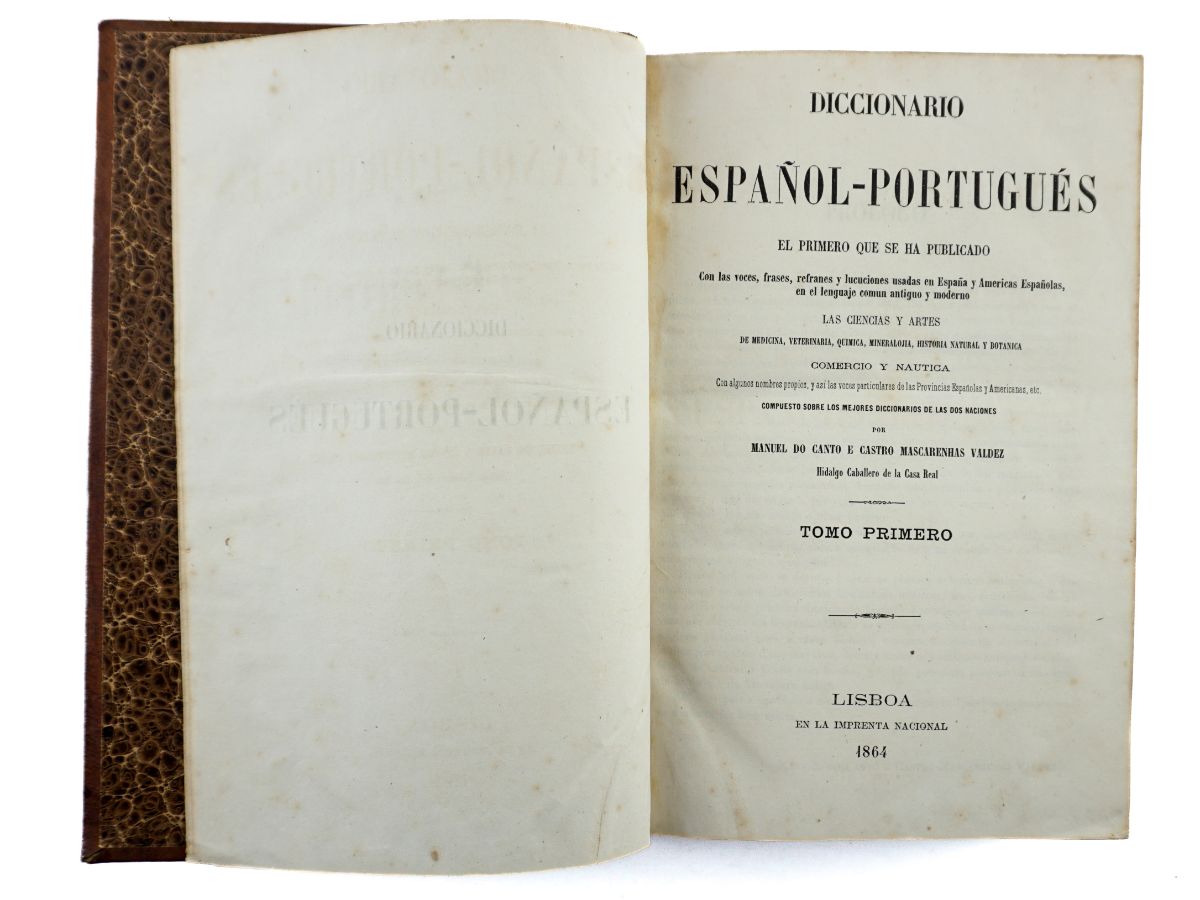 DICCIONARIO
ESPAÑOL-PORTUGUÉS
EL PRIMERO QUE SE HA PUBLICADO
Con las voces, frases, refranes y lucuciones usadas en España y Americas Españolas,
en el lenguaje comun antiguo y moderno
LAS CIENCIAS Y ARTES
DE MEDICINA, VETERINARIA, QUIMICA, MINERALOJIA, HISTORIA NATURAL Y BOTANICA
COMERCIO Y NAUTICA
Con algunos nombres propios, y así las voces particulares de las Provincias Españolas y Americanas, etc.
COMPUESTO SOBRE LOS MEJORES DICCIONARIOS DE LAS DOS NACIONES
POR
MANUEL DO CANTO E CASTRO MASCARENHAS VALDEZ
Hidalgo Caballero de la Casa Real
TOMO PRIMERO
LISBOA
EN LA IMPRENTA NACIONAL
1864